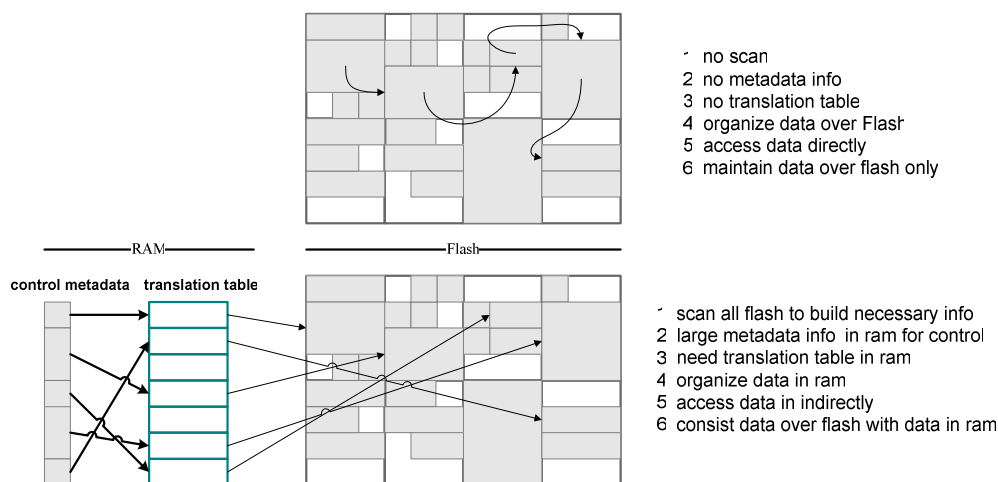 1 no scan
2 no metadata info
3 no translation table
4 organize data over Flash
5 access data directly
6 maintain data over flash only
RAM
Flash
control metadata
translation table
1 scan all flash to build necessary info
2 large metadata info in ram for control
3 need translation table in ram
4 organize data in ram
5 access data in indirectly
6 consist data over flash with data in ram